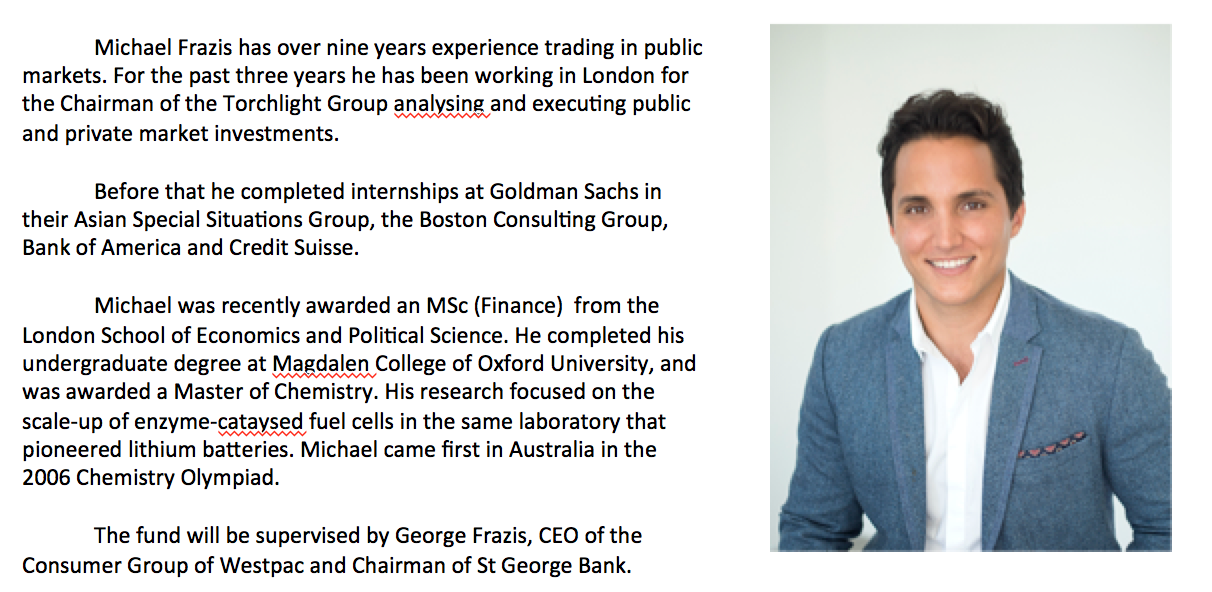 Michael Frazis has over nine years experience trading in public
markets. For the past three years he has been working in London for
the Chairman of the Torchlight Group analysing and executing public
and private market investments.
Before that he completed internships at Goldman Sachs in
their Asian Special Situations Group, the Boston Consulting Group,
Bank of America and Credit Suisse.
Michael was recently awarded an MSc (Finance)  from the
London School of Economics and Political Science. He completed his
undergraduate degree at Magdalen College of Oxford University, and
was awarded a Master of Chemistry. His research focused on the
scale-up of enzyme-cataysed fuel cells in the same laboratory that
pioneered lithium batteries. Michael came first in Australia in the
2006 Chemistry Olympiad.
The fund will be supervised by George Frazis, CEO of the
Consumer Group of Westpac and Chairman of St George Bank.